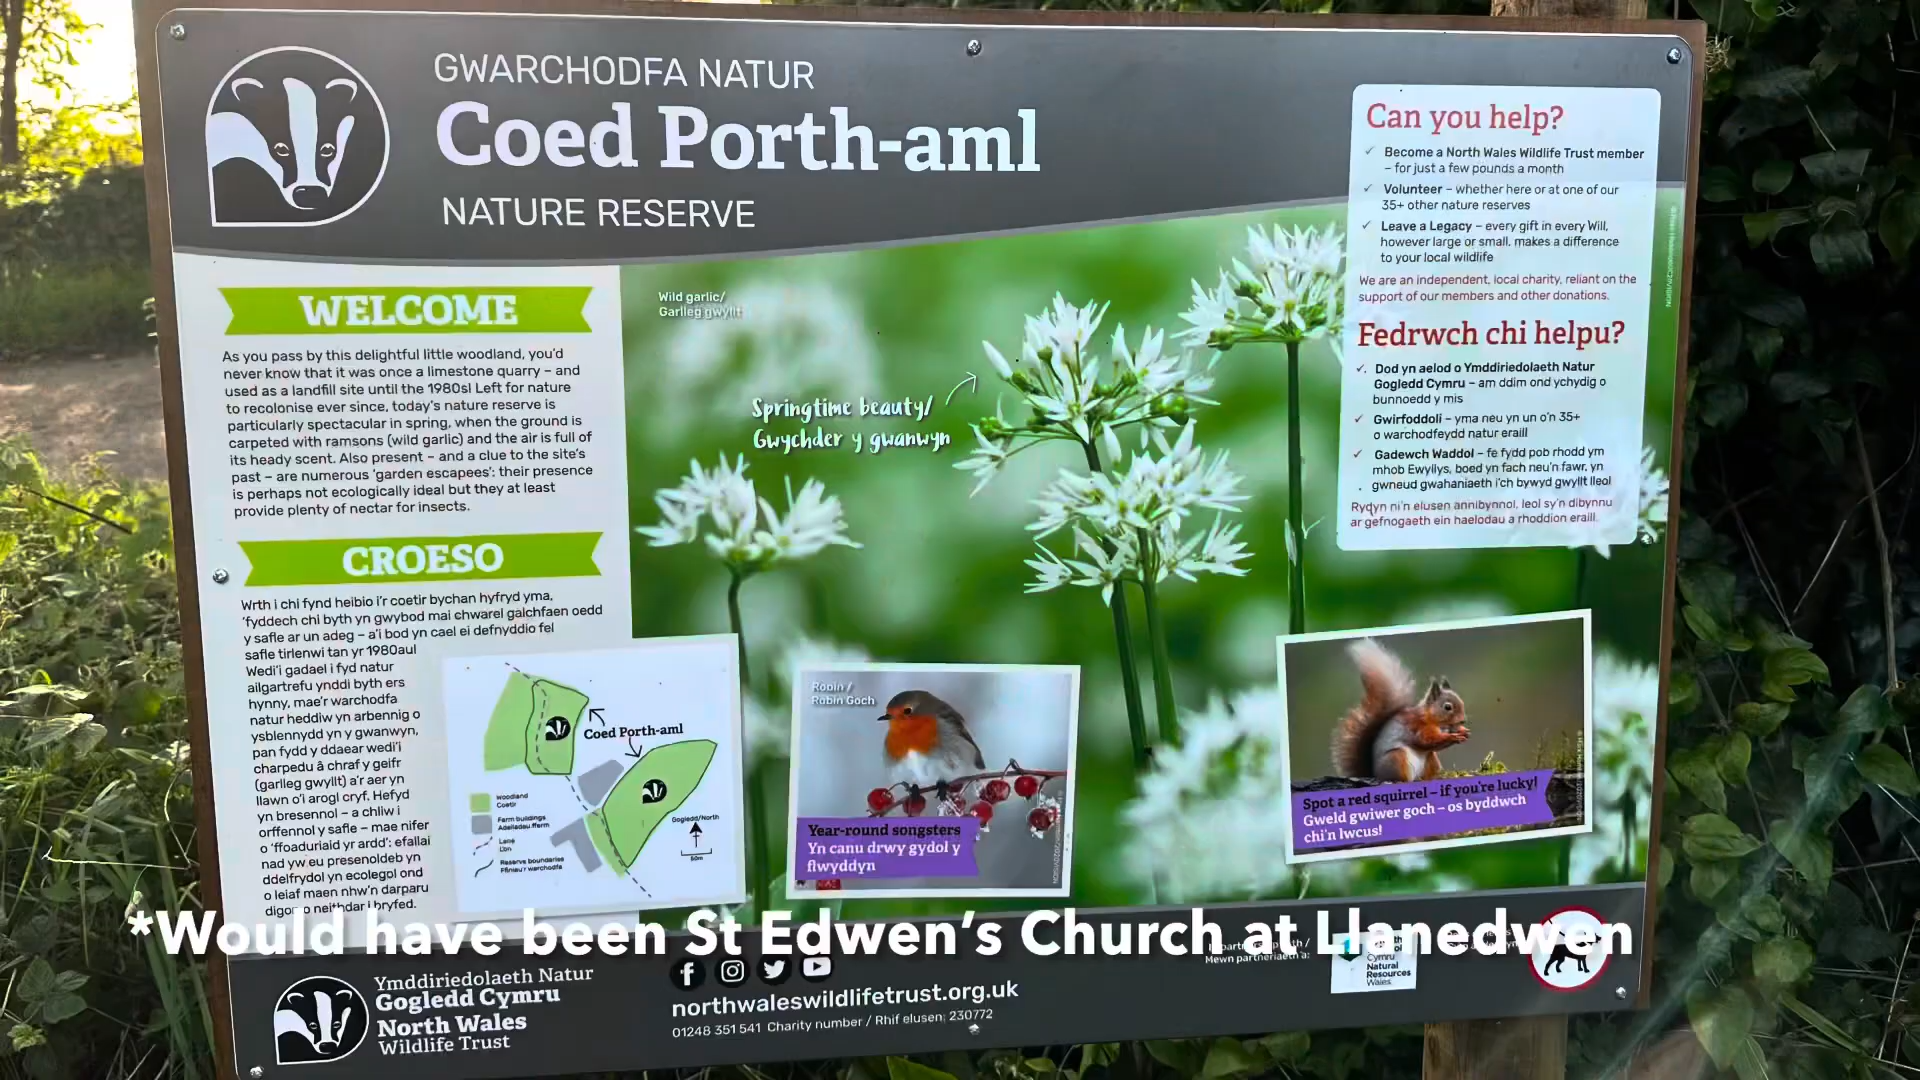 GWARCHODFA NATUR
Coed Porth-aml
NATURE RESERVE
WELCOME
As you pass by this delightful little woodland, you'd
never know that it was once a limestone quarry – and
used as a landfill site until the 1980s! Left for nature
to recolonise ever since, today's nature reserve is
particularly spectacular in spring, when the ground is
carpeted with ramsons (wild garlic) and the air is full of
its heady scent. Also present – and a clue to the site's
past – are numerous 'garden escapees': their presence
is perhaps not ecologically ideal but they at least
provide plenty of nectar for insects.
CROESO
Wrth i chi fynd heibio i'r coetir bychan hyfryd yma,
'fyddech chi byth yn gwybod mai chwarel galchfaen oedd
y safle ar un adeg – a'i bod yn cael ei defnyddio fel
safle tirlenwi tan yr 1980au!
Wedi'i gadael i fyd natur
ailgartrefu ynddi byth ers
hynny, mae'r warchodfa
natur heddiw yn arbennig o
ysblennydd yn y gwanwyn,
pan fydd y ddaear wedi'i
charpedu â chraf y geifr
(garlleg gwyllt) a'r aer yn
llawn o'i arogl cryf. Hefyd
yn bresennol – a chliw i
orffennol y safle – mae nifer
o 'ffoaduriaid yr ardd': efallai
nad yw eu presenoldeb yn
ddelfrydol yn ecolegol ond
o leiaf maen nhw'n darparu
digon o neithdar i bryfed.
Wild garlic/
Garlleg gwyllt
Springtime beauty/
Gwychder y gwanwyn
Coed Porth-aml
Woodland
Coetir
Farm buildings
Adeiladau fferm
Lane
Lôn
Reserve boundaries
Ffiniau'r warchodfa
Gogledd/North
50m
Robin /
Robin Goch
Year-round songsters
Yn canu drwy gydol y
flwyddyn
Spot a red squirrel – if you're lucky!
Gweld gwiwer goch – os byddwch
chi'n lwcus!
Can you help?
Become a North Wales Wildlife Trust member
– for just a few pounds a month
Volunteer – whether here or at one of our
35+ other nature reserves
Leave a Legacy – every gift in every Will,
however large or small, makes a difference
to your local wildlife
We are an independent, local charity, reliant on the
support of our members and other donations.
Fedrwch chi helpu?
Dod yn aelod o Ymddiriedolaeth Natur
Gogledd Cymru – am ddim ond ychydig o
bunnoedd y mis
Gwirfoddoli – yma neu yn un o'n 35+
o warchodfeydd natur eraill
Gadewch Waddol – fe fydd pob rhodd ym
mhob Ewyllys, boed yn fach neu'n fawr, yn
gwneud gwahaniaeth i'ch bywyd gwyllt lleol
Rydyn ni'n elusen annibynnol, leol sy'n dibynnu
ar gefnogaeth ein haelodau a rhoddion eraill.
*Would have been St Edwen's Church at Llanedwen
Ymddiriedolaeth Natur
Gogledd Cymru
North Wales
Wildlife Trust
northwaleswildlifetrust.org.uk
01248 351 541 Charity number / Rhif elusen: 230772
Mewn partneriaeth a:
Cymru
Natural
Resources
Wales